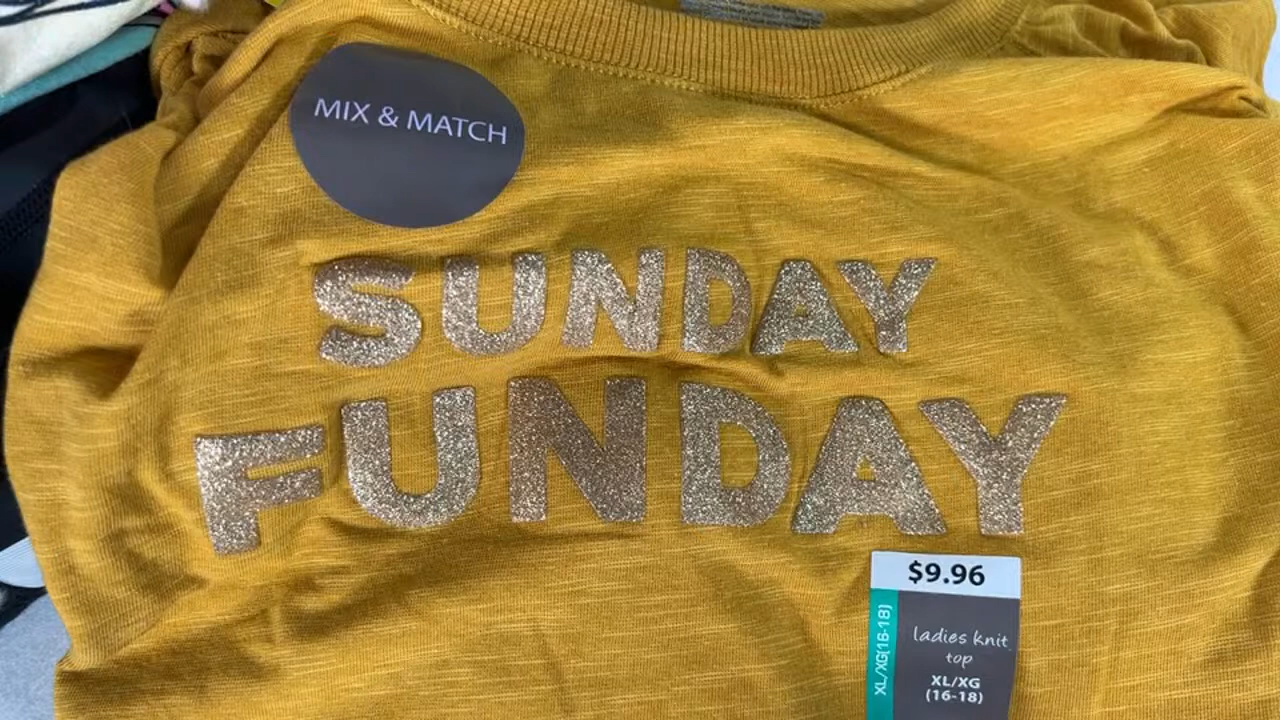 MIX & MATCH
SUNDAY
FUNDAY
$9.96
XL/XG(16-18)
ladies knit
top
XL/XG
(16-18)